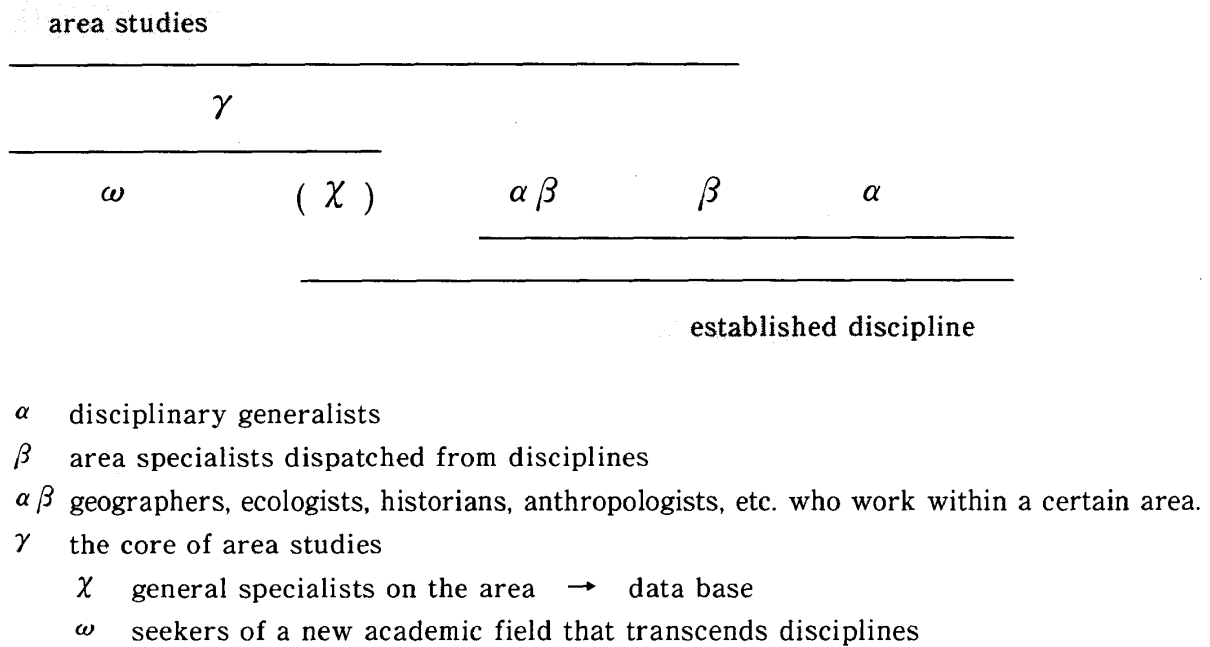 area studies
γ
ω ( χ ) α β β α
established discipline
α disciplinary generalists
β area specialists dispatched from disciplines
α β geographers, ecologists, historians, anthropologists, etc. who work within a certain area.
γ the core of area studies
χ general specialists on the area → data base
ω seekers of a new academic field that transcends disciplines